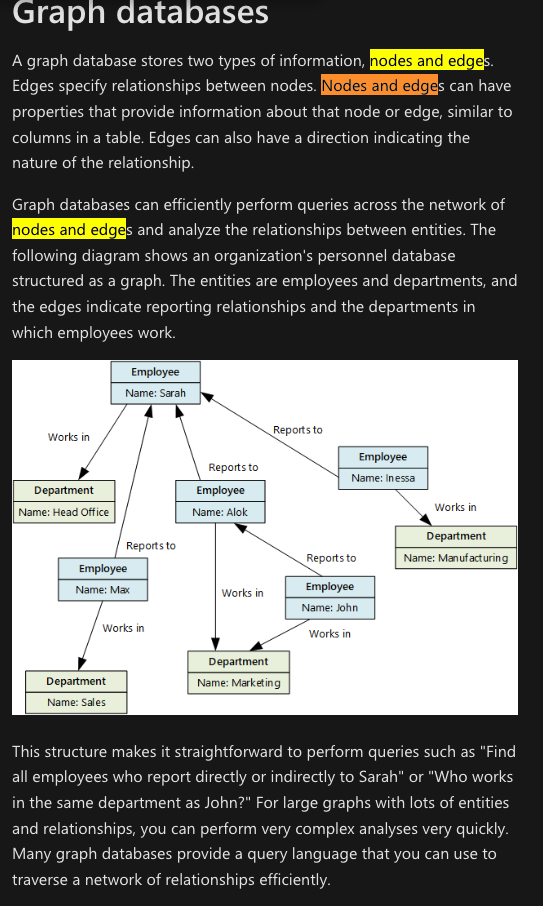 Graph databases
A graph database stores two types of information, nodes and edges.
Edges specify relationships between nodes. Nodes and edges can have
properties that provide information about that node or edge, similar to
columns in a table. Edges can also have a direction indicating the
nature of the relationship.
Graph databases can efficiently perform queries across the network of
nodes and edges and analyze the relationships between entities. The
following diagram shows an organization's personnel database
structured as a graph. The entities are employees and departments, and
the edges indicate reporting relationships and the departments in
which employees work.
Employee
Name: Sarah
Works in
Reports to
Reports to
Employee
Name: Inessa
Department
Name: Head Office
Employee
Name: Alok
Works in
Department
Name: Manufacturing
Reports to
Employee
Name: Max
Reports to
Employee
Name: John
Works in
Works in
Works in
Department
Name: Marketing
Department
Name: Sales
This structure makes it straightforward to perform queries such as "Find
all employees who report directly or indirectly to Sarah" or "Who works
in the same department as John?" For large graphs with lots of entities
and relationships, you can perform very complex analyses very quickly.
Many graph databases provide a query language that you can use to
traverse a network of relationships efficiently.